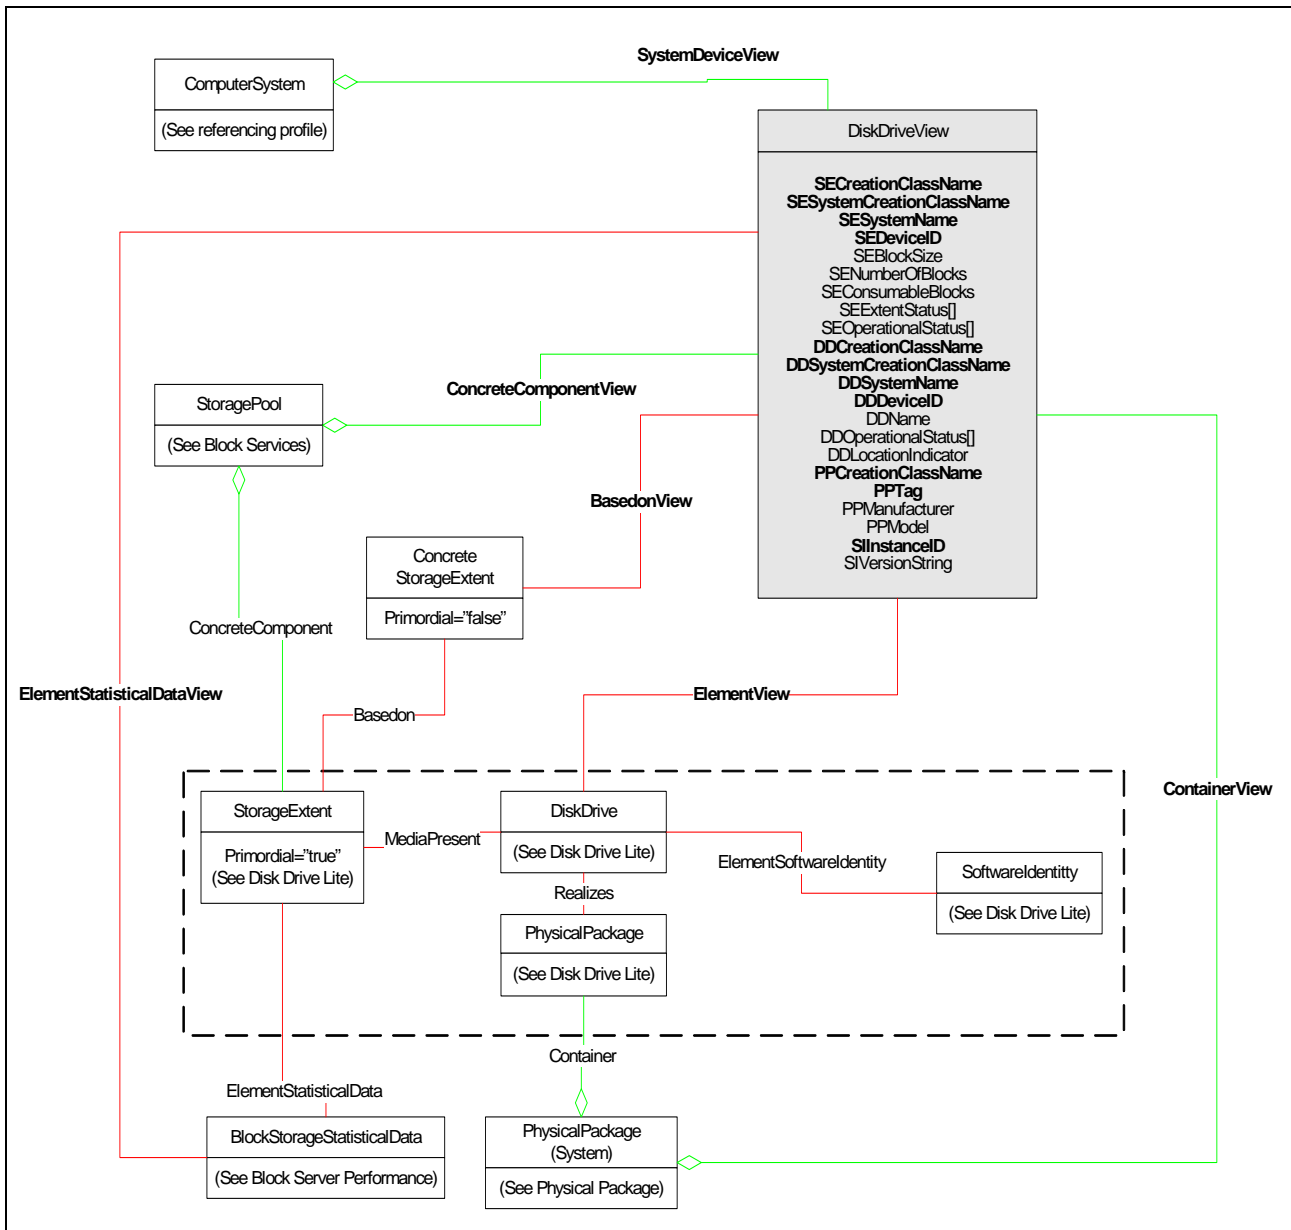 SystemDeviceView
ComputerSystem
(See referencing profile)
DiskDriveView
SECreationClassName
SESystemCreationClassName
SESystemName
SEDeviceID
SEBlockSize
SENumberOfBlocks
SEConsumableBlocks
SEExtentStatus[]
SEOperationalStatus[]
DDCreationClassName
DDSystemCreationClassName
DDSystemName
DDDeviceID
DDName
DDOperationalStatus[]
DDLocationIndicator
PPCreationClassName
PPTag
PPManufacturer
PPModel
SIInstanceID
SIVersionString
ConcreteComponentView
StoragePool
(See Block Services)
BasedonView
Concrete
StorageExtent
Primordial="false"
ConcreteComponent
ElementStatisticalDataView
ElementView
Basedon
ContainerView
StorageExtent
Primordial="true"
(See Disk Drive Lite)
MediaPresent
DiskDrive
(See Disk Drive Lite)
ElementSoftwareIdentity
SoftwareIdentitty
(See Disk Drive Lite)
Realizes
PhysicalPackage
(See Disk Drive Lite)
Container
ElementStatisticalData
BlockStorageStatisticalData
(See Block Server Performance)
PhysicalPackage
(System)
(See Physical Package)